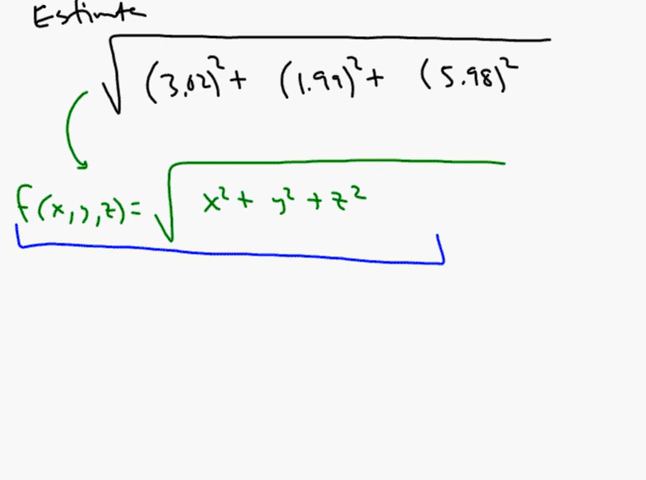 Estimate
√((3.02)² + (1.99)² + (5.98)²)
f(x,y,z) = √(x² + y² + z²)